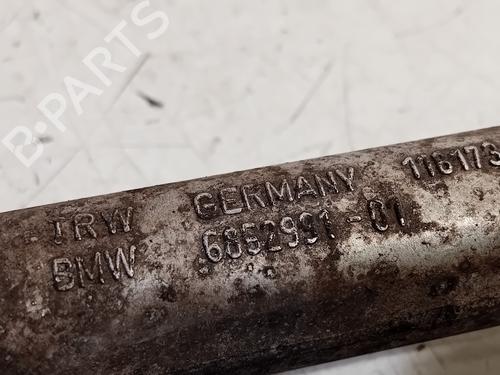 B-PARTS
TRW GERMANY 116173
BMW 6852991-01